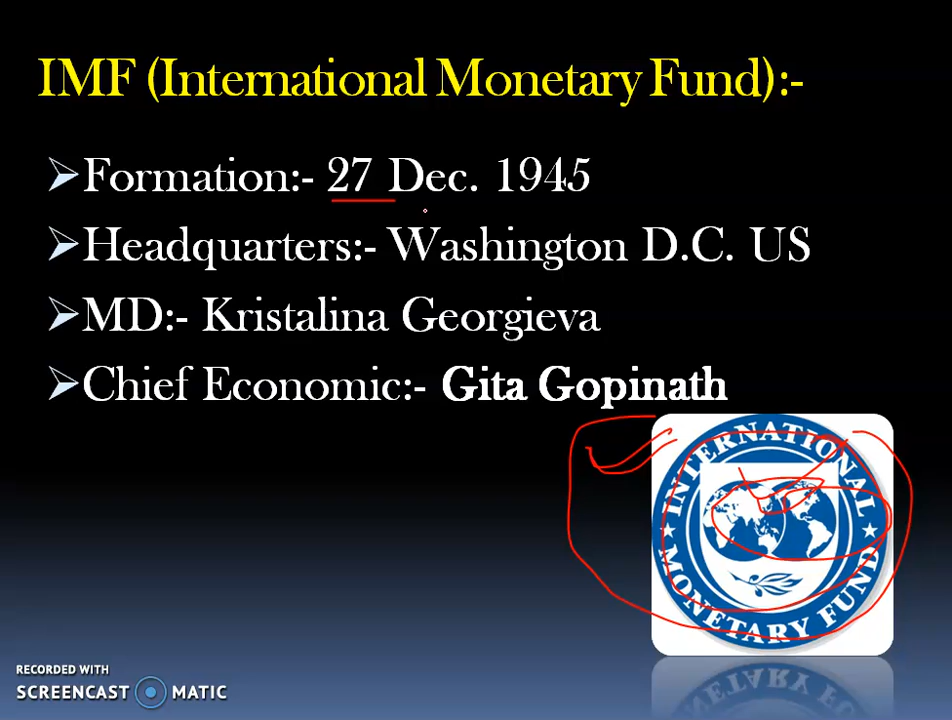 IMF (International Monetary Fund):-
Formation:- 27 Dec. 1945
Headquarters:- Washington D.C. US
MD:- Kristalina Georgieva
Chief Economic:- Gita Gopinath
INTERNATIONAL
MONETARY FUND
RECORDED WITH
SCREENCAST MATIC